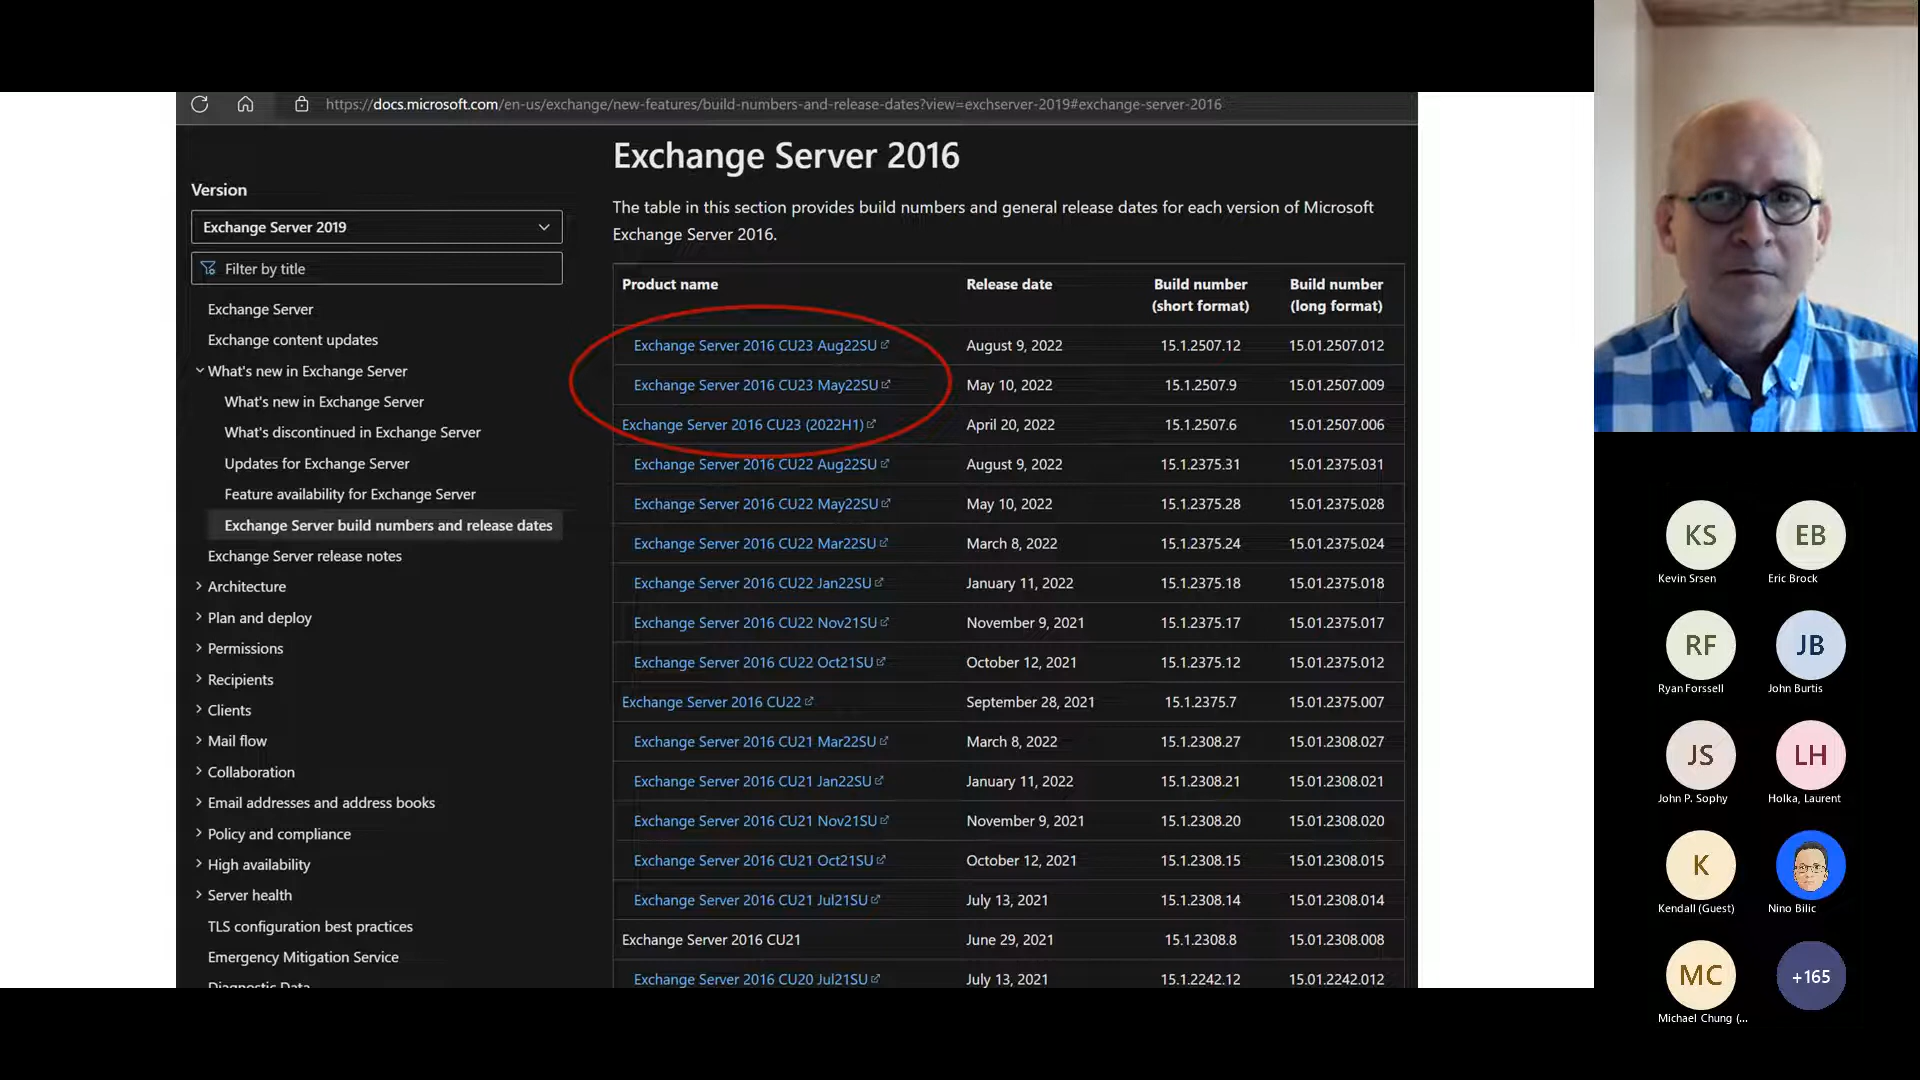 https://docs.microsoft.com/en-us/exchange/new-features/build-numbers-and-release-dates?view=exchserver-2019#exchange-server-2016
Version
Exchange Server 2019
Filter by title
Exchange Server
Exchange content updates
What's new in Exchange Server
What's new in Exchange Server
What's discontinued in Exchange Server
Updates for Exchange Server
Feature availability for Exchange Server
Exchange Server build numbers and release dates
Exchange Server release notes
Architecture
Plan and deploy
Permissions
Recipients
Clients
Mail flow
Collaboration
Email addresses and address books
Policy and compliance
High availability
Server health
TLS configuration best practices
Emergency Mitigation Service
Diagnostic Data
Exchange Server 2016
The table in this section provides build numbers and general release dates for each version of Microsoft
Exchange Server 2016.
Product name Release date Build number (short format) Build number (long format)
Exchange Server 2016 CU23 Aug22SU August 9, 2022 15.1.2507.12 15.01.2507.012
Exchange Server 2016 CU23 May22SU May 10, 2022 15.1.2507.9 15.01.2507.009
Exchange Server 2016 CU23 (2022H1) April 20, 2022 15.1.2507.6 15.01.2507.006
Exchange Server 2016 CU22 Aug22SU August 9, 2022 15.1.2375.31 15.01.2375.031
Exchange Server 2016 CU22 May22SU May 10, 2022 15.1.2375.28 15.01.2375.028
Exchange Server 2016 CU22 Mar22SU March 8, 2022 15.1.2375.24 15.01.2375.024
Exchange Server 2016 CU22 Jan22SU January 11, 2022 15.1.2375.18 15.01.2375.018
Exchange Server 2016 CU22 Nov21SU November 9, 2021 15.1.2375.17 15.01.2375.017
Exchange Server 2016 CU22 Oct21SU October 12, 2021 15.1.2375.12 15.01.2375.012
Exchange Server 2016 CU22 September 28, 2021 15.1.2375.7 15.01.2375.007
Exchange Server 2016 CU21 Mar22SU March 8, 2022 15.1.2308.27 15.01.2308.027
Exchange Server 2016 CU21 Jan22SU January 11, 2022 15.1.2308.21 15.01.2308.021
Exchange Server 2016 CU21 Nov21SU November 9, 2021 15.1.2308.20 15.01.2308.020
Exchange Server 2016 CU21 Oct21SU October 12, 2021 15.1.2308.15 15.01.2308.015
Exchange Server 2016 CU21 Jul21SU July 13, 2021 15.1.2308.14 15.01.2308.014
Exchange Server 2016 CU21 June 29, 2021 15.1.2308.8 15.01.2308.008
Exchange Server 2016 CU20 Jul21SU July 13, 2021 15.1.2242.12 15.01.2242.012
KS EB
Kevin Srsen Eric Brock
RF JB
Ryan Forssell John Burtis
JS LH
John P. Sophy Holka, Laurent
K
Kendall (Guest) Nino Bilic
MC +165
Michael Chung (...